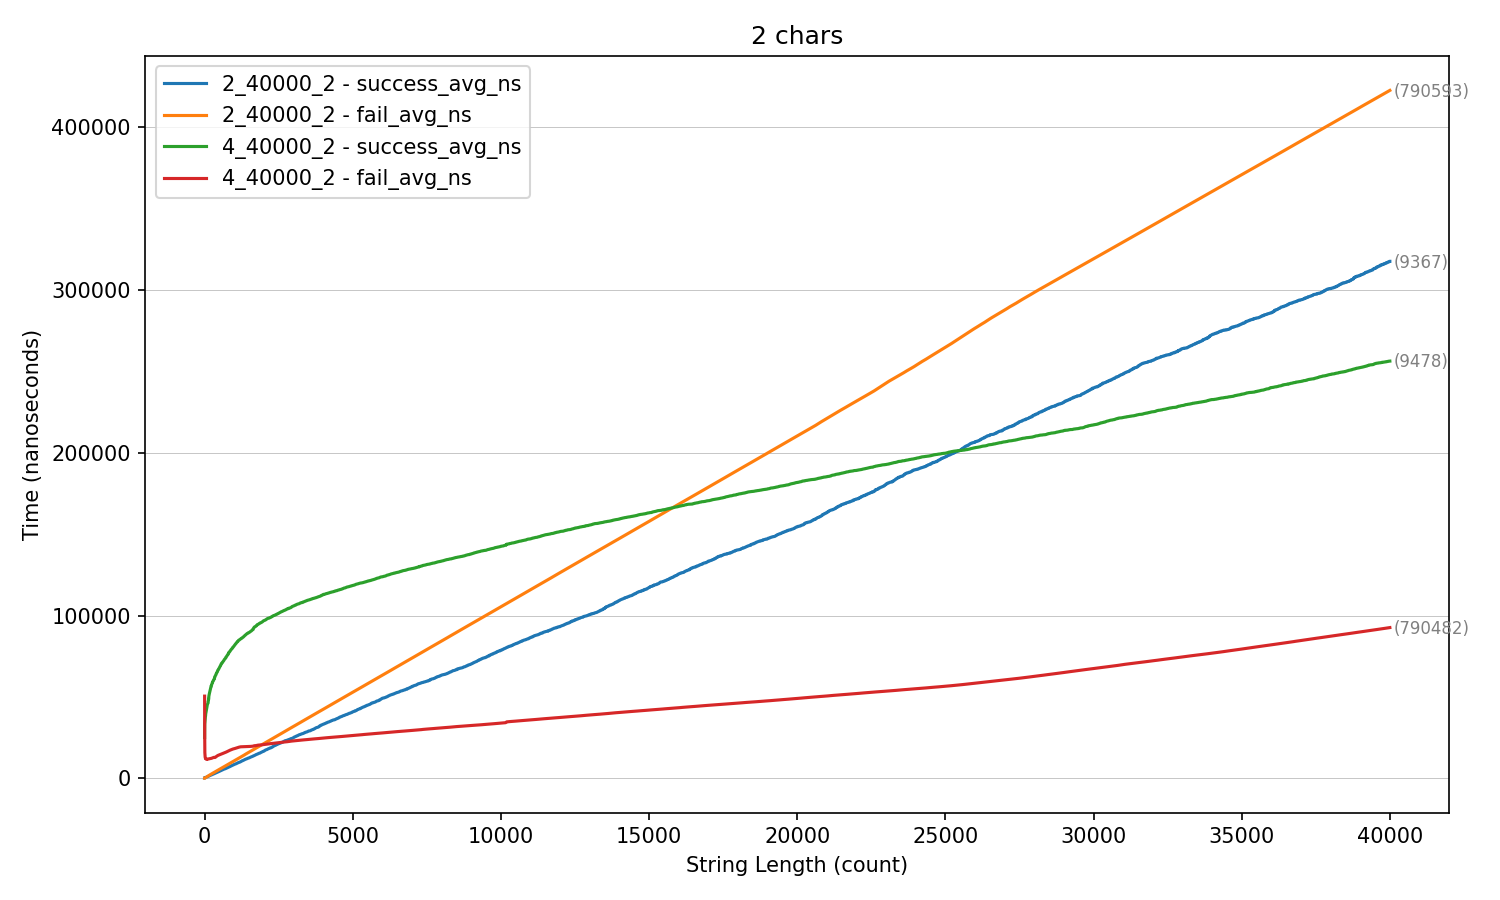 2 chars
2_40000_2 - success_avg_ns
2_40000_2 - fail_avg_ns
4_40000_2 - success_avg_ns
4_40000_2 - fail_avg_ns
(790593)
(9367)
(9478)
(790482)
400000
300000
200000
100000
0
Time (nanoseconds)
0 5000 10000 15000 20000 25000 30000 35000 40000
String Length (count)